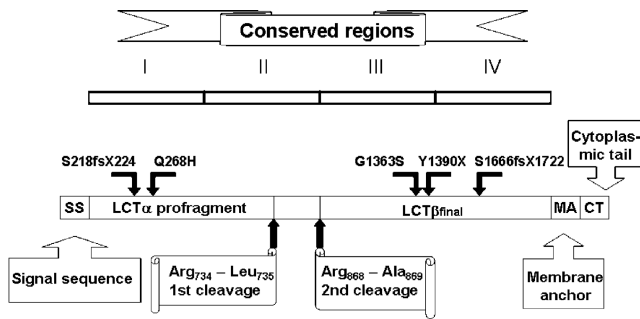 Conserved regions
I II III IV
Cytoplas-
mic tail
S218fsX224 Q268H G1363S Y1390X S1666fsX1722
SS LCTα profragment LCTβfinal MA CT
Signal sequence
Arg734 – Leu735
1st cleavage
Arg868 – Ala869
2nd cleavage
Membrane
anchor